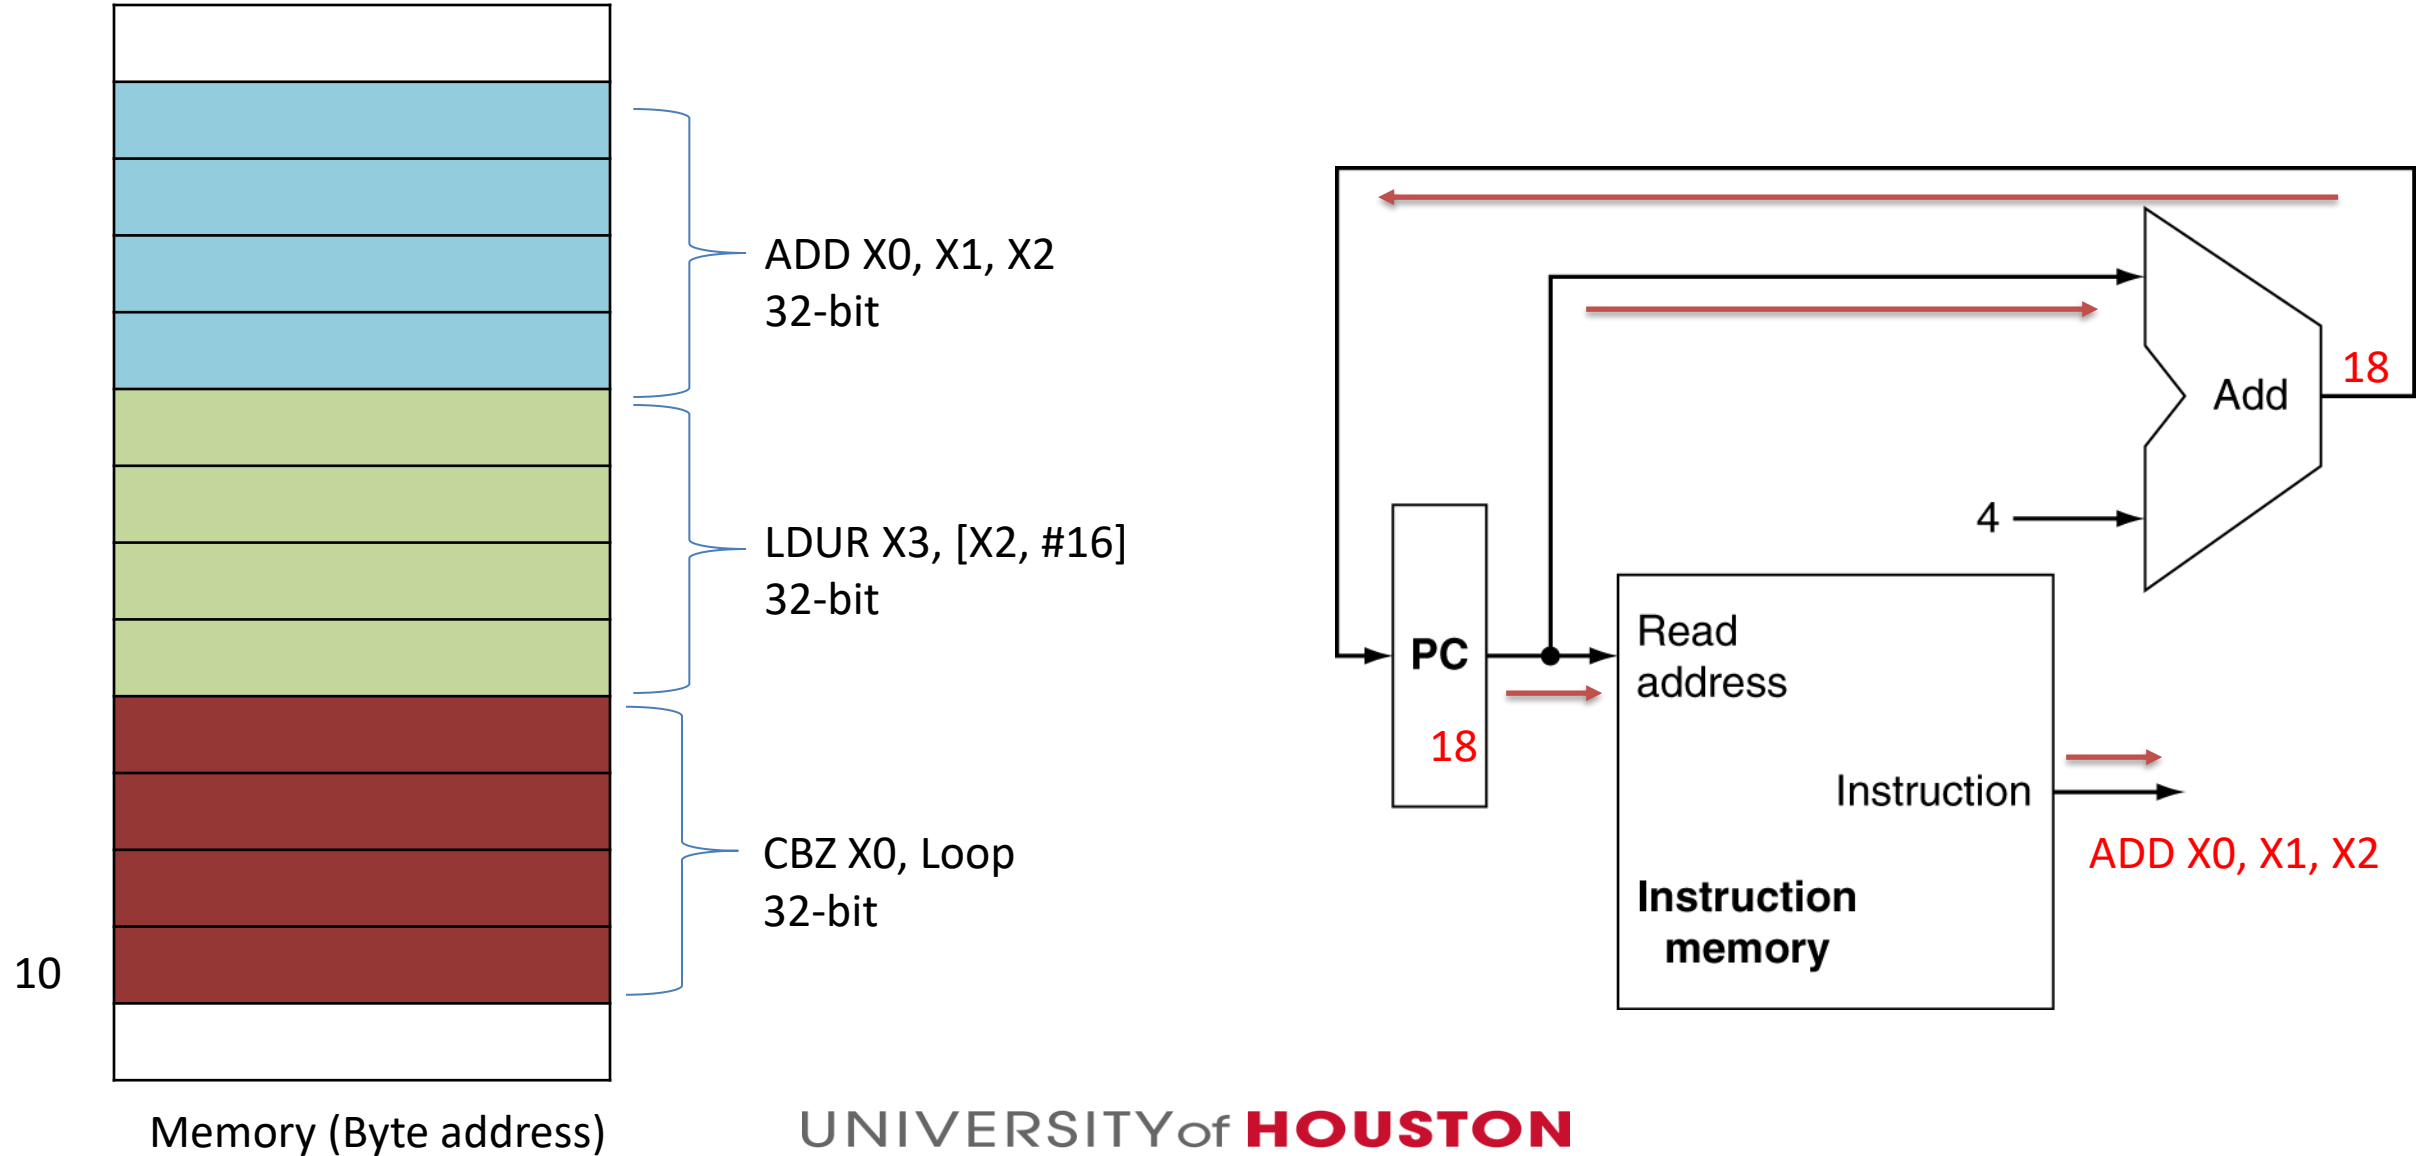 ADD X0, X1, X2
32-bit
LDUR X3, [X2, #16]
32-bit
CBZ X0, Loop
32-bit
10
Memory (Byte address)
18
Add
4
PC
18
Read
address
Instruction
ADD X0, X1, X2
Instruction
memory
UNIVERSITY of HOUSTON